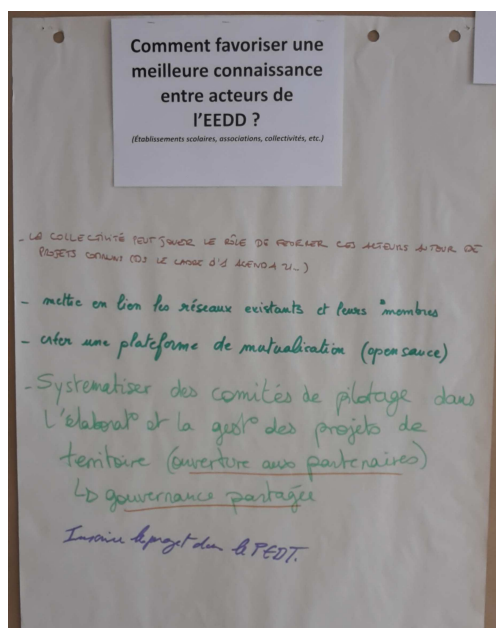 Comment favoriser une
meilleure connaissance
entre acteurs de
l'EEDD ?
(Établissements scolaires, associations, collectivités, etc.)
- LA COLLECTIVITÉ PEUT JOUER LE RÔLE DE FÉDÉRER LES ACTEURS AUTOUR DE
PROJETS COMMUNS (DS LE CADRE D'1 AGENDA 21...)
- mettre en lien les réseaux existants et leurs membres
- créer une plateforme de mutualisation (open source)
- Systematiser des comités de pilotage dans
l'élaborat° et la gest° des projets de
territoire (ouverture aux partenaires)
↳ gouvernance partagée
Inscrire le projet dans le PEDT.